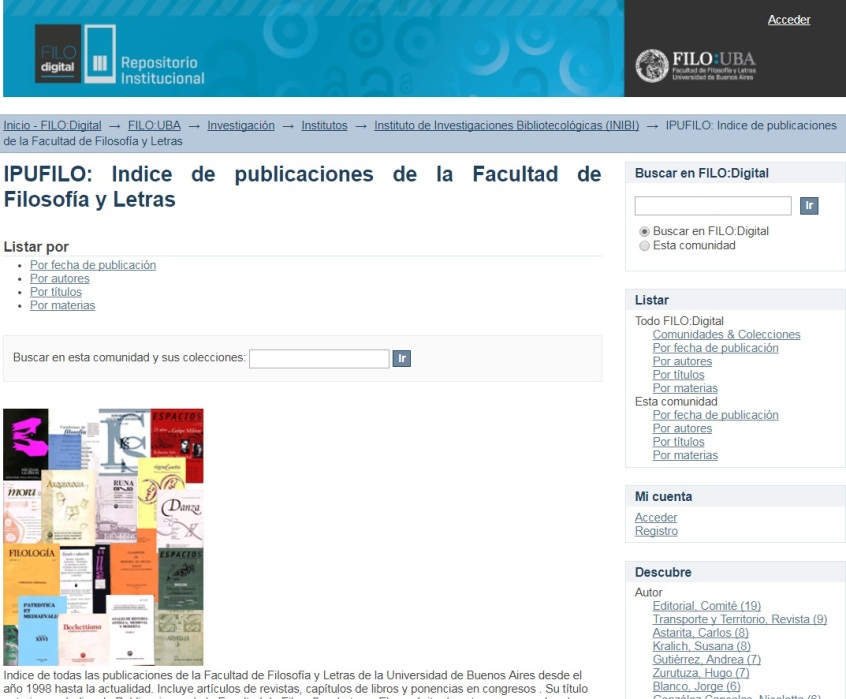 Acceder
FILO
digital
Repositorio
Institucional
FILO:UBA
Facultad de Filosofía y Letras
Universidad de Buenos Aires
Inicio - FILO:Digital → FILO:UBA → Investigación → Institutos → Instituto de Investigaciones Bibliotecológicas (INIBI) → IPUFILO: Indice de publicaciones
de la Facultad de Filosofía y Letras
IPUFILO: Indice de publicaciones de la Facultad de
Filosofía y Letras
Listar por
• Por fecha de publicación
• Por autores
• Por títulos
• Por materias
Buscar en esta comunidad y sus colecciones: Ir
ESPACIOS
mora
ARQUEOLOGIA
RUNA
Danza
FILOLOGÍA
ESPACIOS
PATRISTICA
ET
MEDIAEVALIA
XXVI
Beckettiana
Indice de todas las publicaciones de la Facultad de Filosofía y Letras de la Universidad de Buenos Aires desde el
año 1998 hasta la actualidad. Incluye artículos de revistas, capítulos de libros y ponencias en congresos . Su título
Buscar en FILO:Digital
Ir
Buscar en FILO:Digital
Esta comunidad
Listar
Todo FILO:Digital
Comunidades & Colecciones
Por fecha de publicación
Por autores
Por títulos
Por materias
Esta comunidad
Por fecha de publicación
Por autores
Por títulos
Por materias
Mi cuenta
Acceder
Registro
Descubre
Autor
Editorial, Comité (19)
Transporte y Territorio, Revista (9)
Astarita, Carlos (8)
Kralich, Susana (8)
Gutiérrez, Andrea (7)
Zurutuza, Hugo (7)
Blanco, Jorge (6)